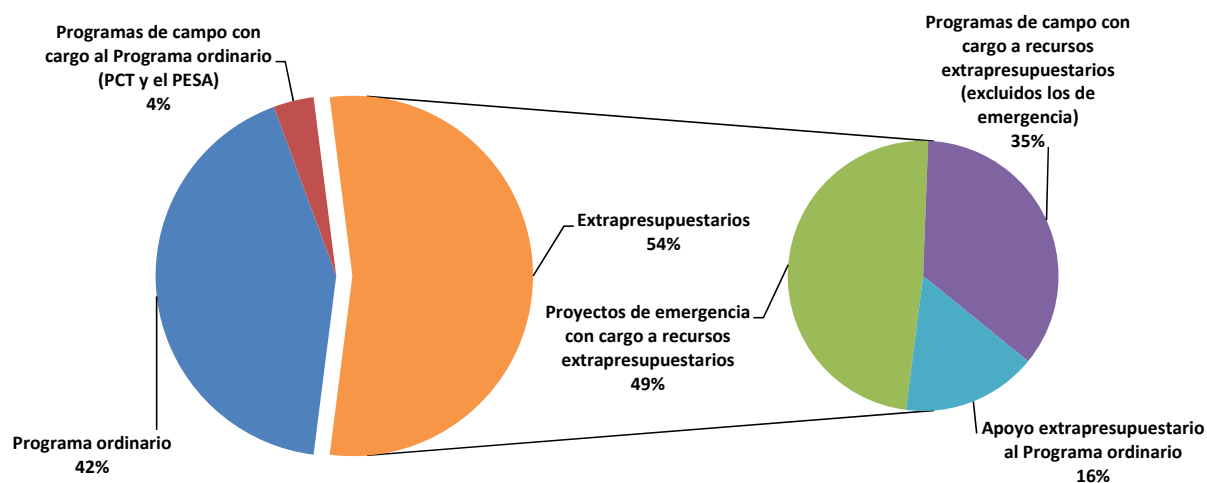 Programas de campo con
cargo al Programa ordinario
(PCT y el PESA)
4%
Programas de campo con
cargo a recursos
extrapresupuestarios
(excluidos los de
emergencia)
35%
Extrapresupuestarios
54%
Proyectos de emergencia
con cargo a recursos
extrapresupuestarios
49%
Programa ordinario
42%
Apoyo extrapresupuestario
al Programa ordinario
16%